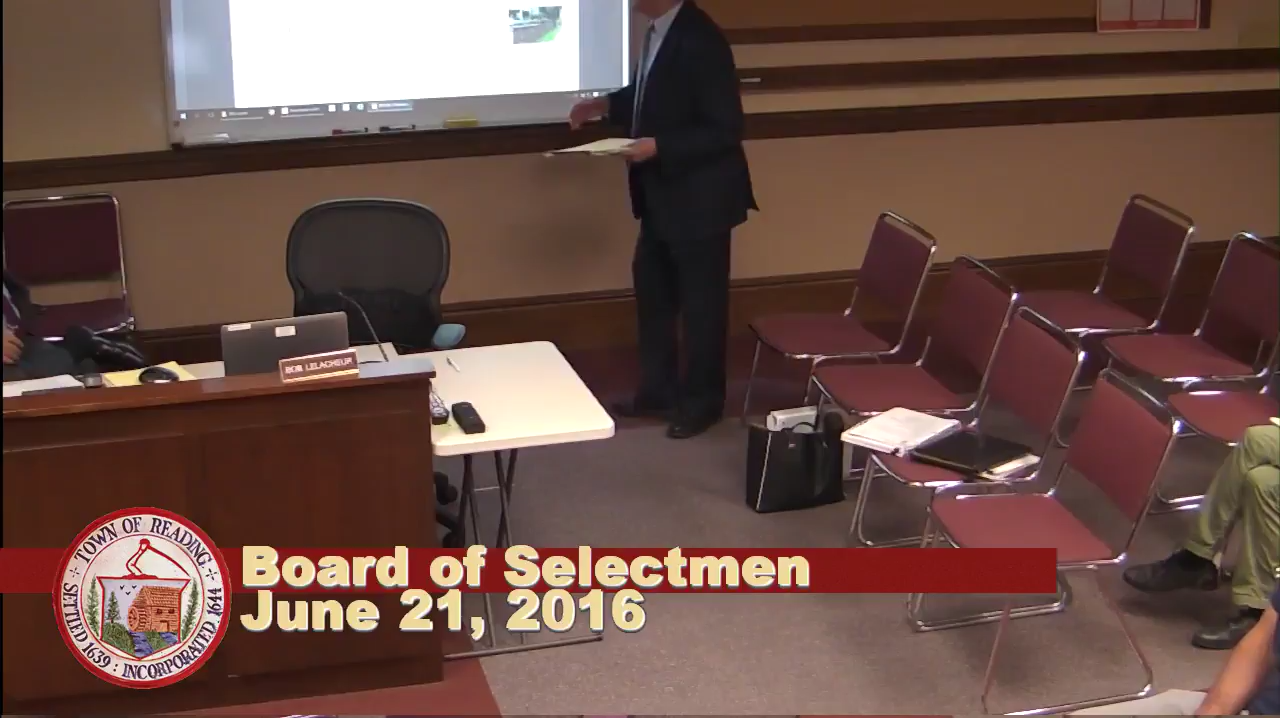 BOB LELACHEUR
TOWN OF READING
SETTLED 1639 : INCORPORATED 1644
Board of Selectmen
June 21, 2016